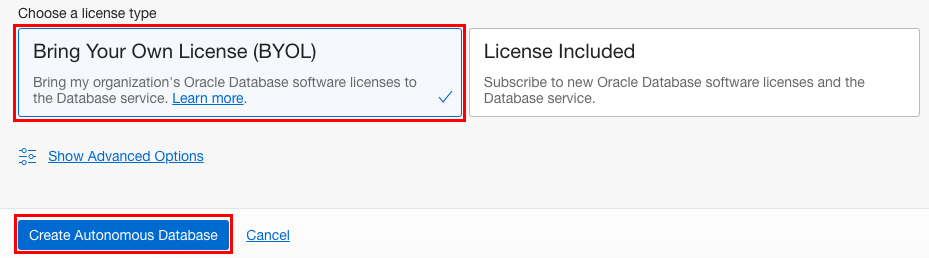 Choose a license type
Bring Your Own License (BYOL)
Bring my organization's Oracle Database software licenses to
the Database service. Learn more.
License Included
Subscribe to new Oracle Database software licenses and the
Database service.
Show Advanced Options
Create Autonomous Database
Cancel